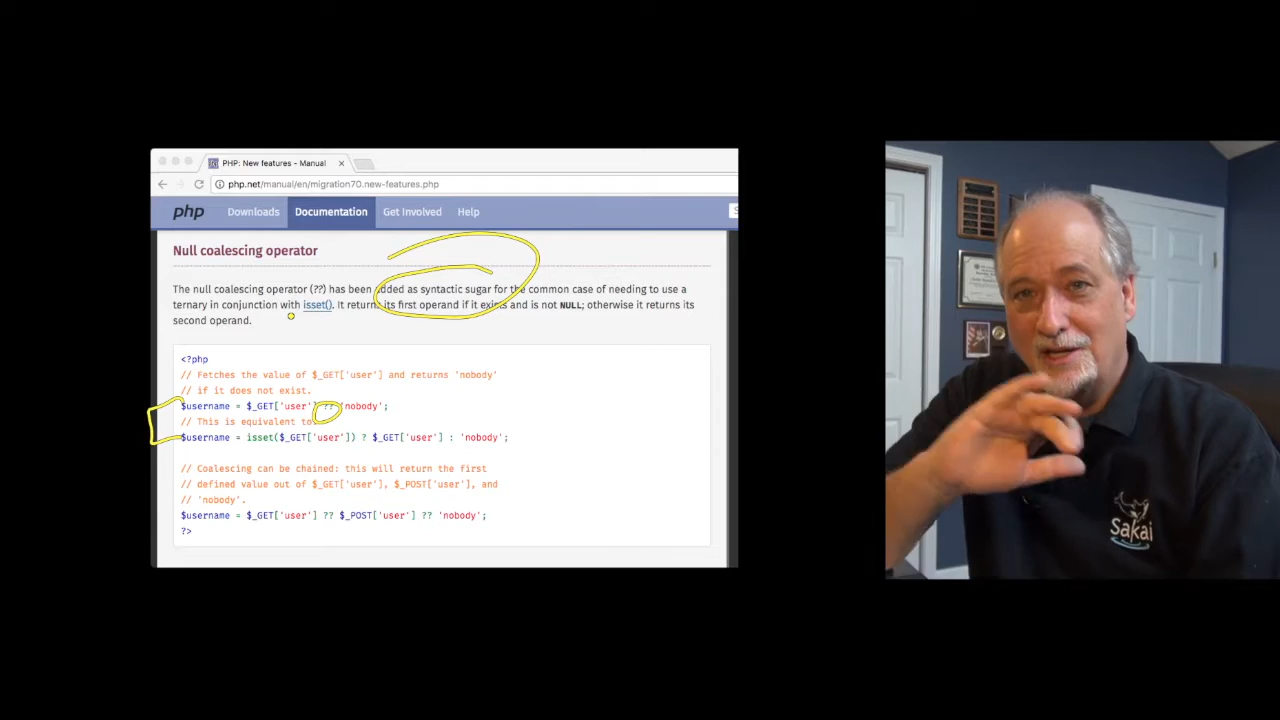 PHP: New features - Manual
php.net/manual/en/migration70.new-features.php
php Downloads Documentation Get Involved Help S
Null coalescing operator
The null coalescing operator (??) has been added as syntactic sugar for the common case of needing to use a
ternary in conjunction with isset(). It returns its first operand if it exists and is not NULL; otherwise it returns its
second operand.
<?php
// Fetches the value of $_GET['user'] and returns 'nobody'
// if it does not exist.
$username = $_GET['user'] ?? 'nobody';
// This is equivalent to:
$username = isset($_GET['user']) ? $_GET['user'] : 'nobody';
// Coalescing can be chained: this will return the first
// defined value out of $_GET['user'], $_POST['user'], and
// 'nobody'.
$username = $_GET['user'] ?? $_POST['user'] ?? 'nobody';
?>
Sakai